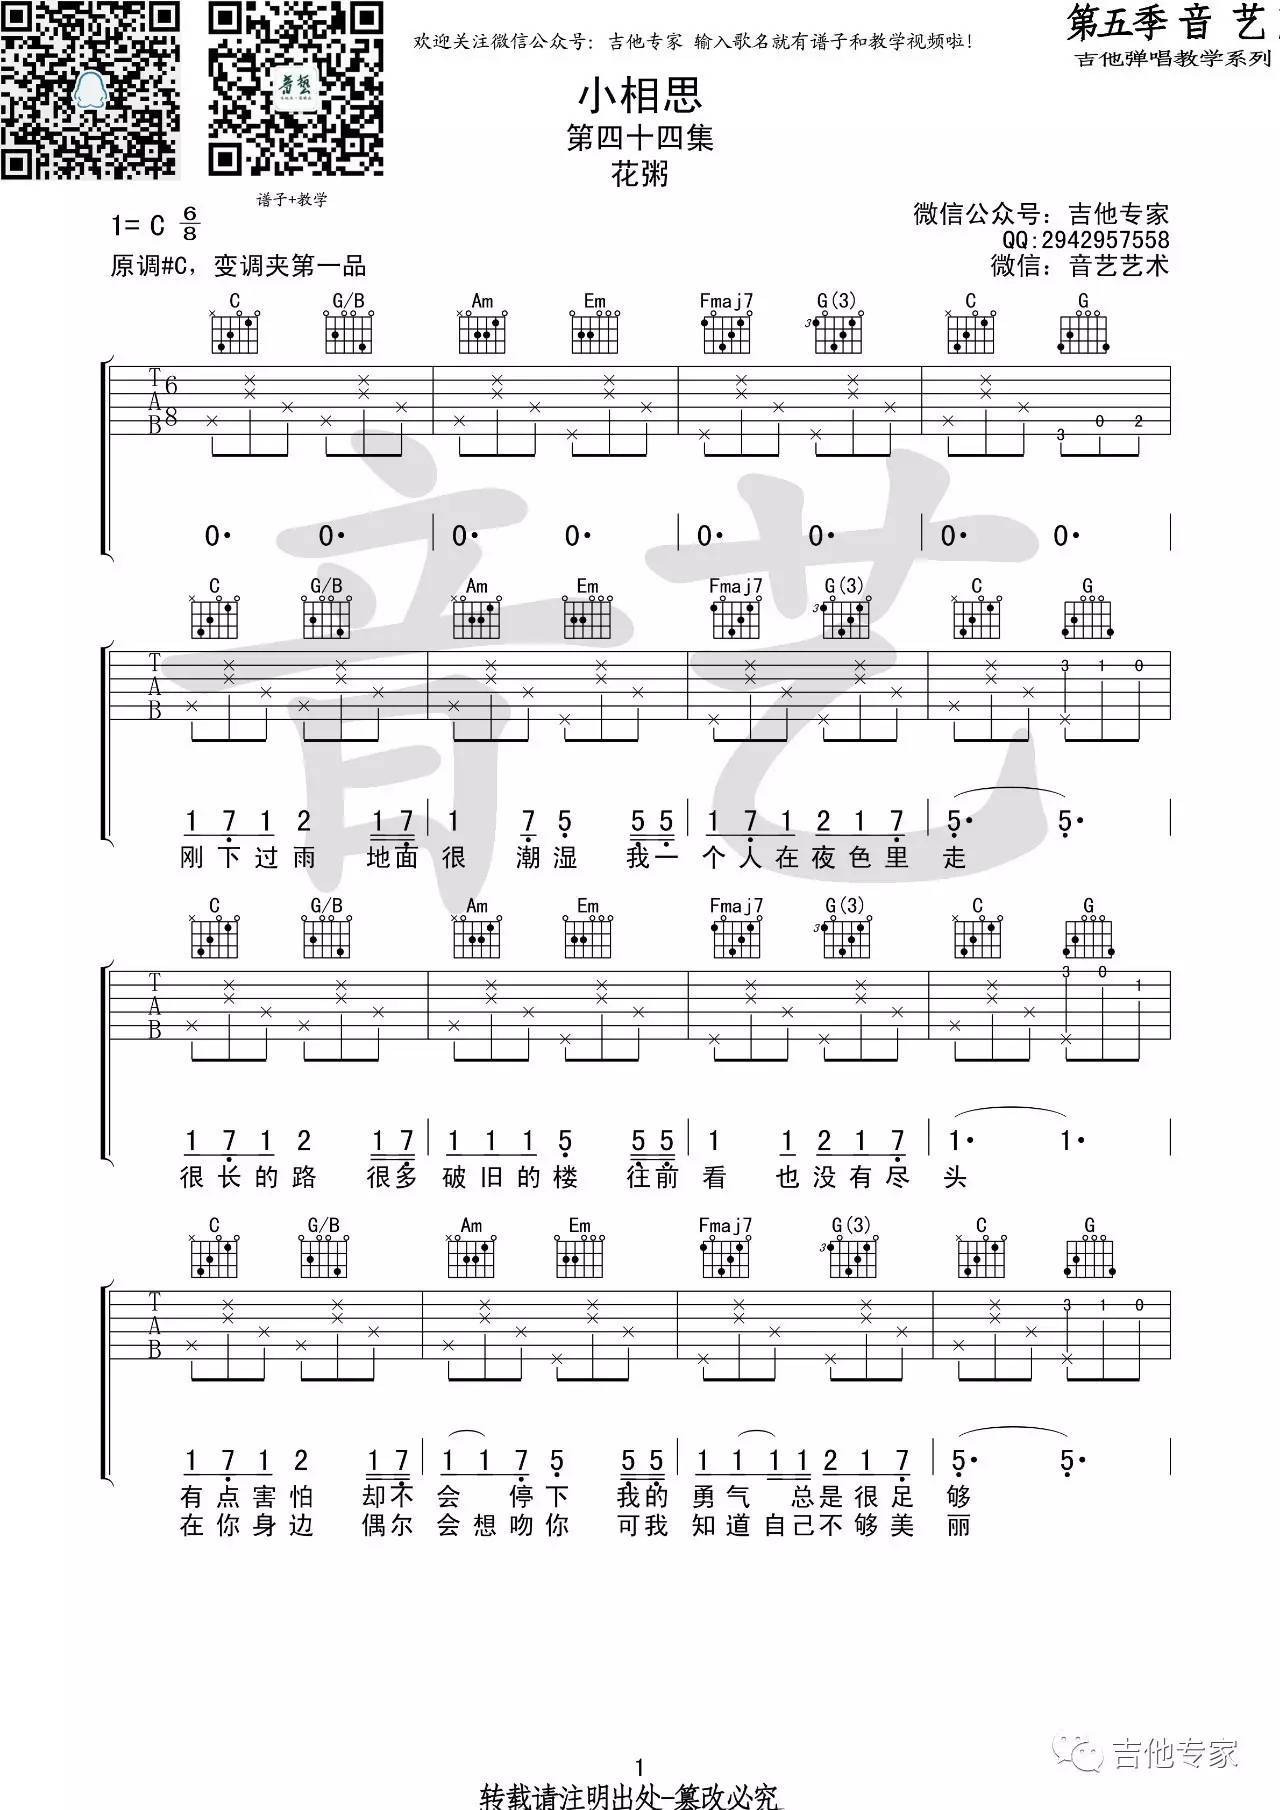 第五季 音 艺
欢迎关注微信公众号：吉他专家 输入歌名就有谱子和教学视频啦！
吉他弹唱教学系列
音艺
小相思
第四十四集
花粥
谱子+教学
1= C 6/8
微信公众号：吉他专家
QQ:2942957558
原调#C，变调夹第一品
微信：音艺艺术
C G/B Am Em Fmaj7 G(3) C G
T A B 6 8
3 0 2
0· 0· 0· 0· 0· 0· 0· 0·
C G/B Am Em Fmaj7 G(3) C G
T A B
3 1 0
1 7 1 2 1 7 1 7 5 5 5 1 7 1 2 1 7 5· 5·
刚下过雨 地面很 潮湿 我一个人在夜色里 走
C G/B Am Em Fmaj7 G(3) C G
T A B
3 0 1
1 7 1 2 1 7 1 1 1 5 5 5 1 1 2 1 7 1· 1·
很长的路 很多破旧的楼 往前看 也没有尽头
C G/B Am Em Fmaj7 G(3) C G
T A B
3 1 0
1 7 1 2 1 7 1 1 7 5 5 5 1 1 1 1 2 1 7 5· 5·
有点害怕 却不会 停下 我的勇气 总是很足够
在你身边 偶尔会想吻你 可我知道自己不够美丽
音艺
吉他专家
1
转载请注明出处-篡改必究